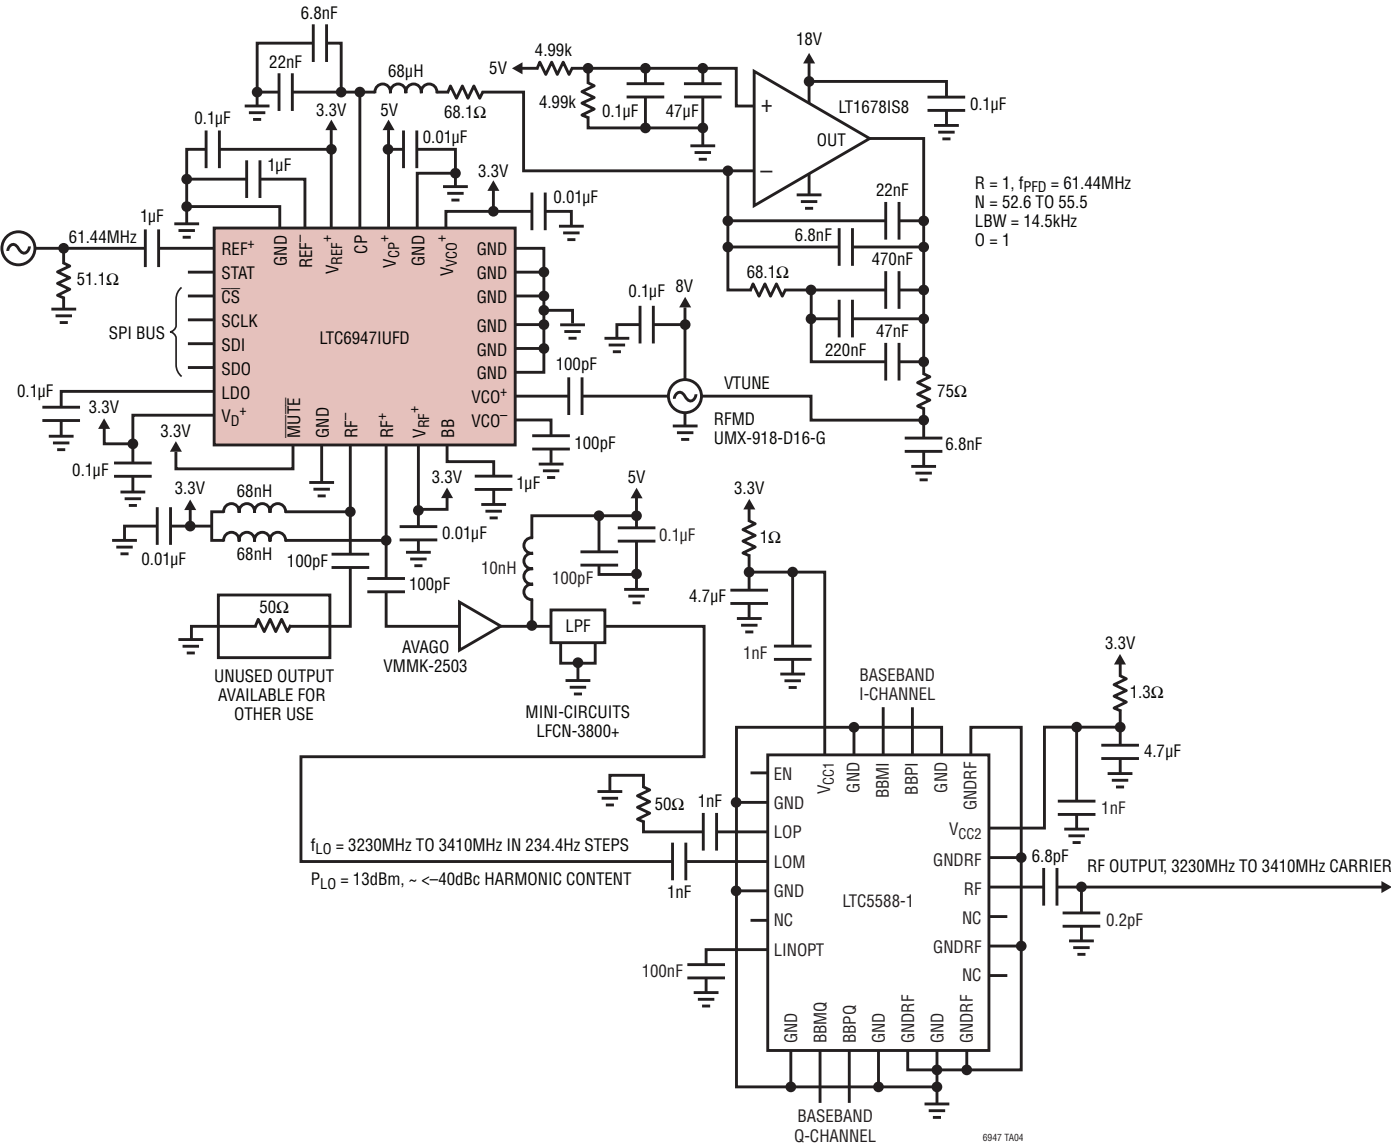 6.8nF
22nF
68µH
68.1Ω
3.3V
5V
0.1µF
0.01µF
1µF
3.3V
0.01µF
5V
4.99k
4.99k
0.1µF
47µF
18V
LT1678IS8
+
–
OUT
0.1µF
22nF
6.8nF
470nF
68.1Ω
47nF
220nF
75Ω
6.8nF
R = 1, fPFD = 61.44MHz
N = 52.6 TO 55.5
LBW = 14.5kHz
O = 1
61.44MHz
1µF
51.1Ω
SPI BUS
GND
REF–
VREF+
CP
VCP+
GND
VVCO+
REF+
STAT
CS
SCLK
SDI
SDO
LDO
VD+
LTC6947IUFD
GND
GND
GND
GND
GND
GND
VCO+
VCO–
MUTE
GND
RF–
RF+
VRF+
BB
0.1µF
3.3V
0.1µF
3.3V
0.1µF
8V
100pF
VTUNE
RFMD
UMX-918-D16-G
100pF
3.3V
68nH
68nH
0.01µF
100pF
100pF
3.3V
0.01µF
1µF
50Ω
UNUSED OUTPUT
AVAILABLE FOR
OTHER USE
AVAGO
VMMK-2503
10nH
100pF
5V
0.1µF
LPF
MINI-CIRCUITS
LFCN-3800+
3.3V
1Ω
4.7µF
1nF
BASEBAND
I-CHANNEL
3.3V
1.3Ω
4.7µF
1nF
50Ω
1nF
1nF
fLO = 3230MHz TO 3410MHz IN 234.4Hz STEPS
PLO = 13dBm, ~ <–40dBc HARMONIC CONTENT
100nF
VCC1
GND
BBMI
BBPI
GND
GNDRF
EN
GND
LOP
LOM
GND
NC
LINOPT
LTC5588-1
VCC2
GNDRF
RF
NC
GNDRF
NC
GND
BBMQ
BBPQ
GND
GNDRF
GND
GNDRF
6.8pF
RF OUTPUT, 3230MHz TO 3410MHz CARRIER
0.2pF
BASEBAND
Q-CHANNEL
6947 TA04